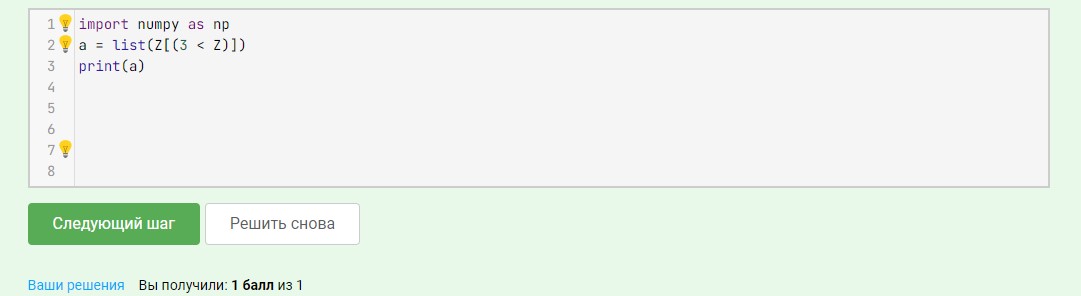 1 import numpy as np
2 a = list(Z[(3 < Z)])
3 print(a)
4
5
6
7
8
Следующий шаг Решить снова
Ваши решения Вы получили: 1 балл из 1